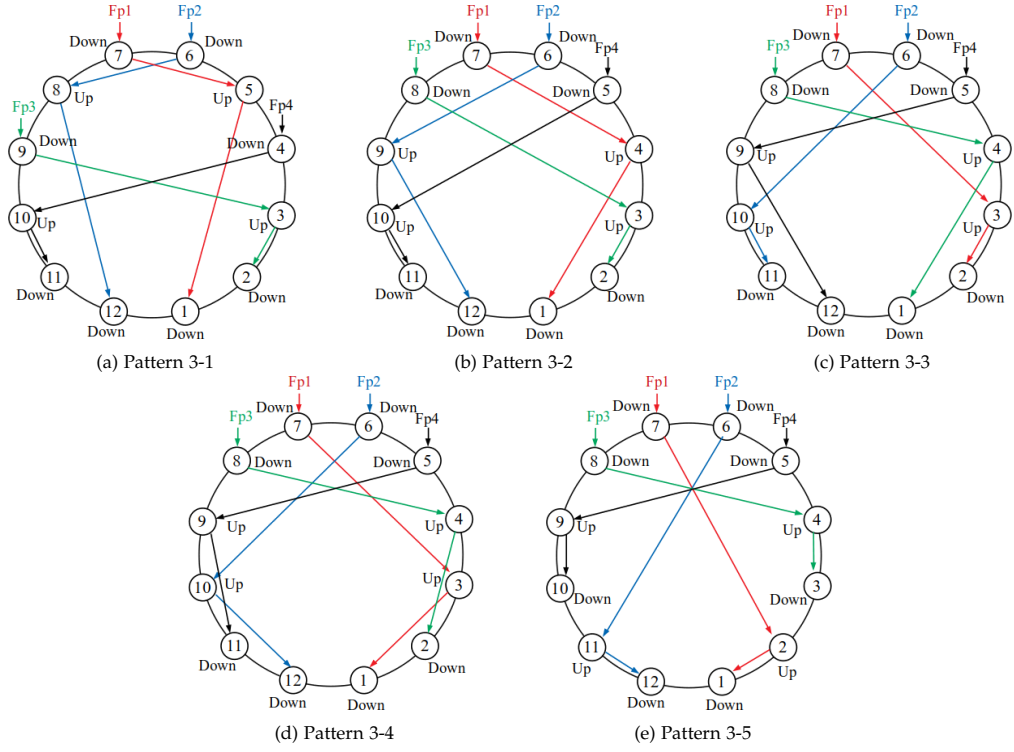 Fp1 Fp2
Down Down
7 6
8 5
Up Up
Fp3 Fp4
Down Down
9 4
10 3
Up Up
11 2
Down Down
12 1
Down Down
(a) Pattern 3-1
Fp1 Fp2
Fp3 Down Down Fp4
7 6
8 Down Down 5
9 Up Up 4
10 Up Up 3
11 2
Down Down
12 1
Down Down
(b) Pattern 3-2
Fp1 Fp2
Fp3 Down Down Fp4
7 6
8 Down Down 5
9 Up Up 4
10 Up Up 3
11 2
Down Down
12 1
Down Down
(c) Pattern 3-3
Fp1 Fp2
Fp3 Down Down Fp4
7 6
8 Down Down 5
9 Up Up 4
10 Up Up 3
11 2
Down Down
12 1
Down Down
(d) Pattern 3-4
Fp1 Fp2
Fp3 Down Down Fp4
7 6
8 Down Down 5
9 Up Up 4
10 Down Down 3
11 2
Up Up
12 1
Down Down
(e) Pattern 3-5